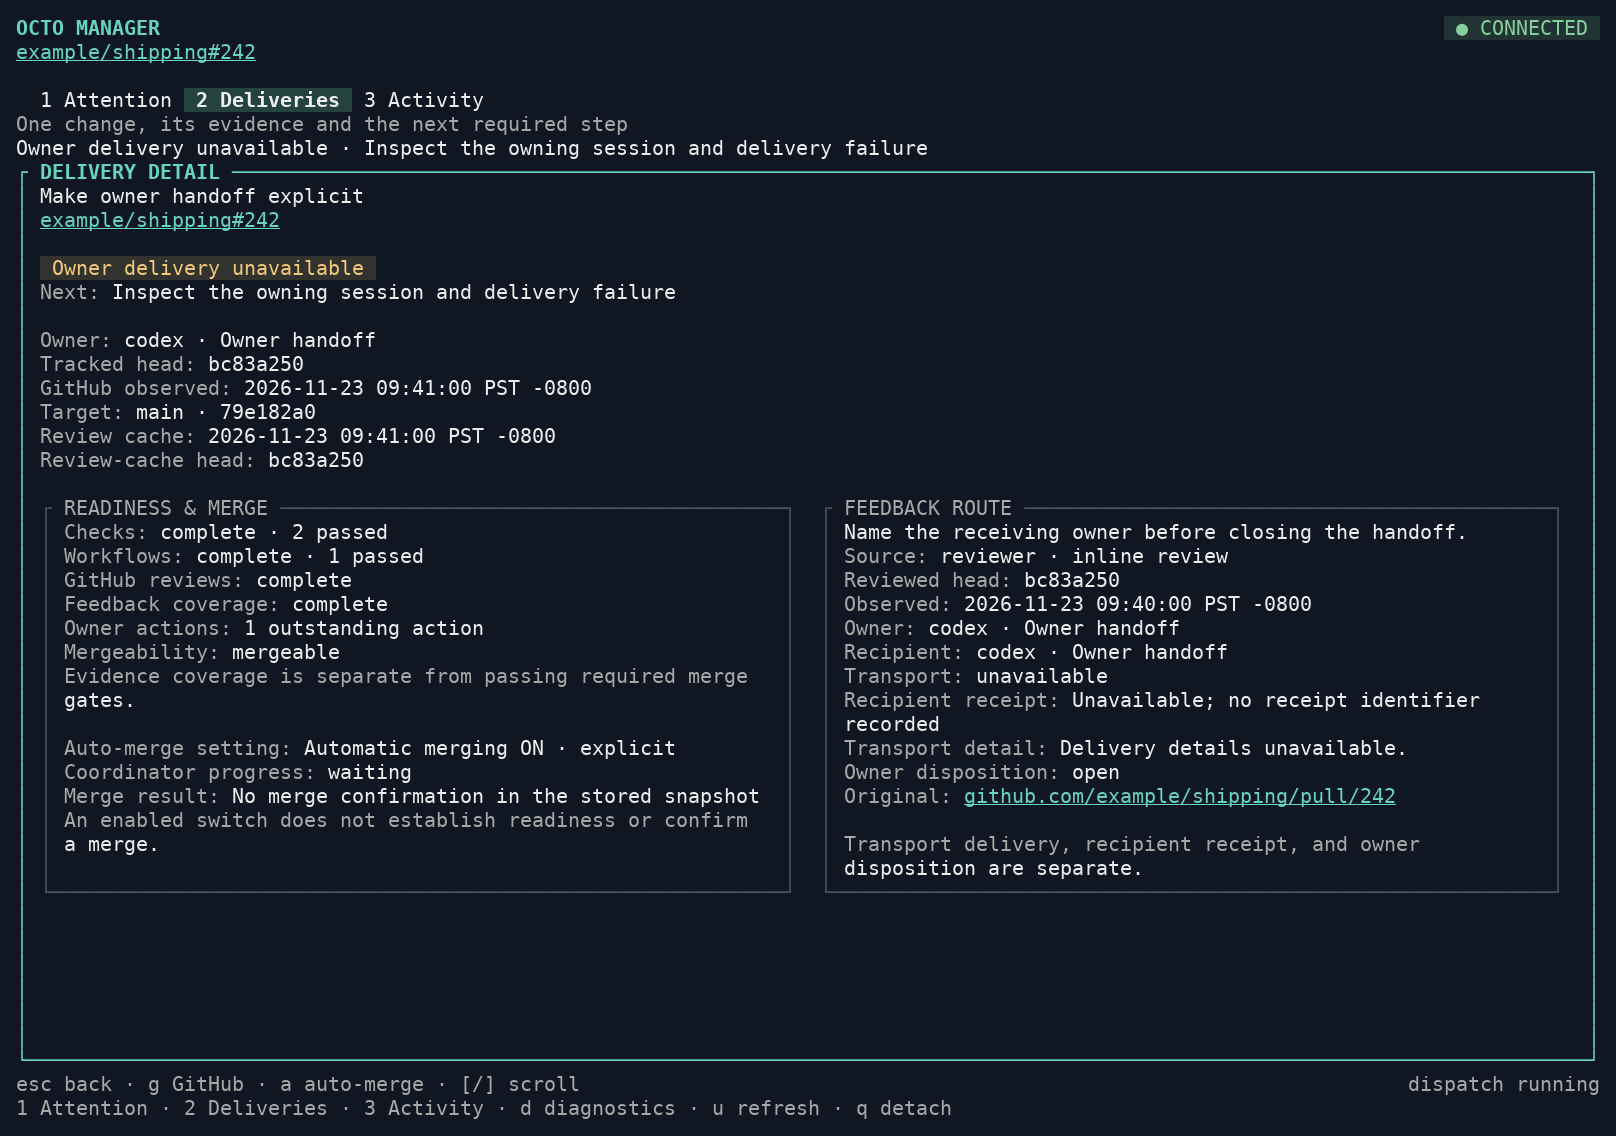 OCTO MANAGER
● CONNECTED
example/shipping#242
1 Attention 2 Deliveries 3 Activity
One change, its evidence and the next required step
Owner delivery unavailable · Inspect the owning session and delivery failure
DELIVERY DETAIL
Make owner handoff explicit
example/shipping#242
Owner delivery unavailable
Next: Inspect the owning session and delivery failure
Owner: codex · Owner handoff
Tracked head: bc83a250
GitHub observed: 2026-11-23 09:41:00 PST -0800
Target: main · 79e182a0
Review cache: 2026-11-23 09:41:00 PST -0800
Review-cache head: bc83a250
READINESS & MERGE
Checks: complete · 2 passed
Workflows: complete · 1 passed
GitHub reviews: complete
Feedback coverage: complete
Owner actions: 1 outstanding action
Mergeability: mergeable
Evidence coverage is separate from passing required merge
gates.
Auto-merge setting: Automatic merging ON · explicit
Coordinator progress: waiting
Merge result: No merge confirmation in the stored snapshot
An enabled switch does not establish readiness or confirm
a merge.
FEEDBACK ROUTE
Name the receiving owner before closing the handoff.
Source: reviewer · inline review
Reviewed head: bc83a250
Observed: 2026-11-23 09:40:00 PST -0800
Owner: codex · Owner handoff
Recipient: codex · Owner handoff
Transport: unavailable
Recipient receipt: Unavailable; no receipt identifier
recorded
Transport detail: Delivery details unavailable.
Owner disposition: open
Original: github.com/example/shipping/pull/242
Transport delivery, recipient receipt, and owner
disposition are separate.
esc back · g GitHub · a auto-merge · [/] scroll
dispatch running
1 Attention · 2 Deliveries · 3 Activity · d diagnostics · u refresh · q detach